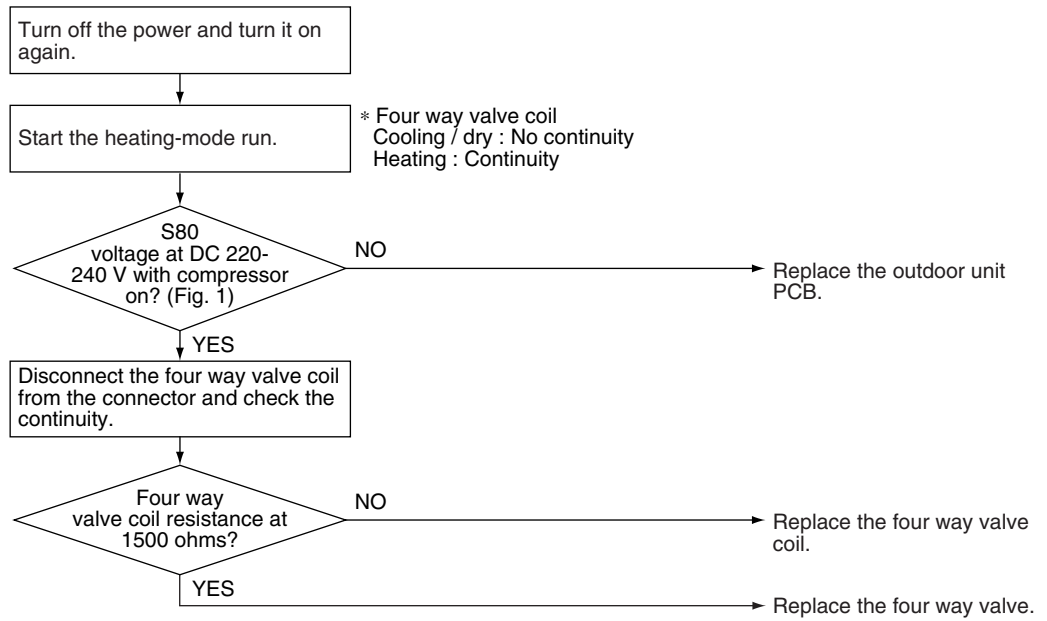 Turn off the power and turn it on
again.
Start the heating-mode run.
* Four way valve coil
Cooling / dry : No continuity
Heating : Continuity
S80
voltage at DC 220-
240 V with compressor
on? (Fig. 1)
NO
Replace the outdoor unit
PCB.
YES
Disconnect the four way valve coil
from the connector and check the
continuity.
Four way
valve coil resistance at
1500 ohms?
NO
Replace the four way valve
coil.
YES
Replace the four way valve.